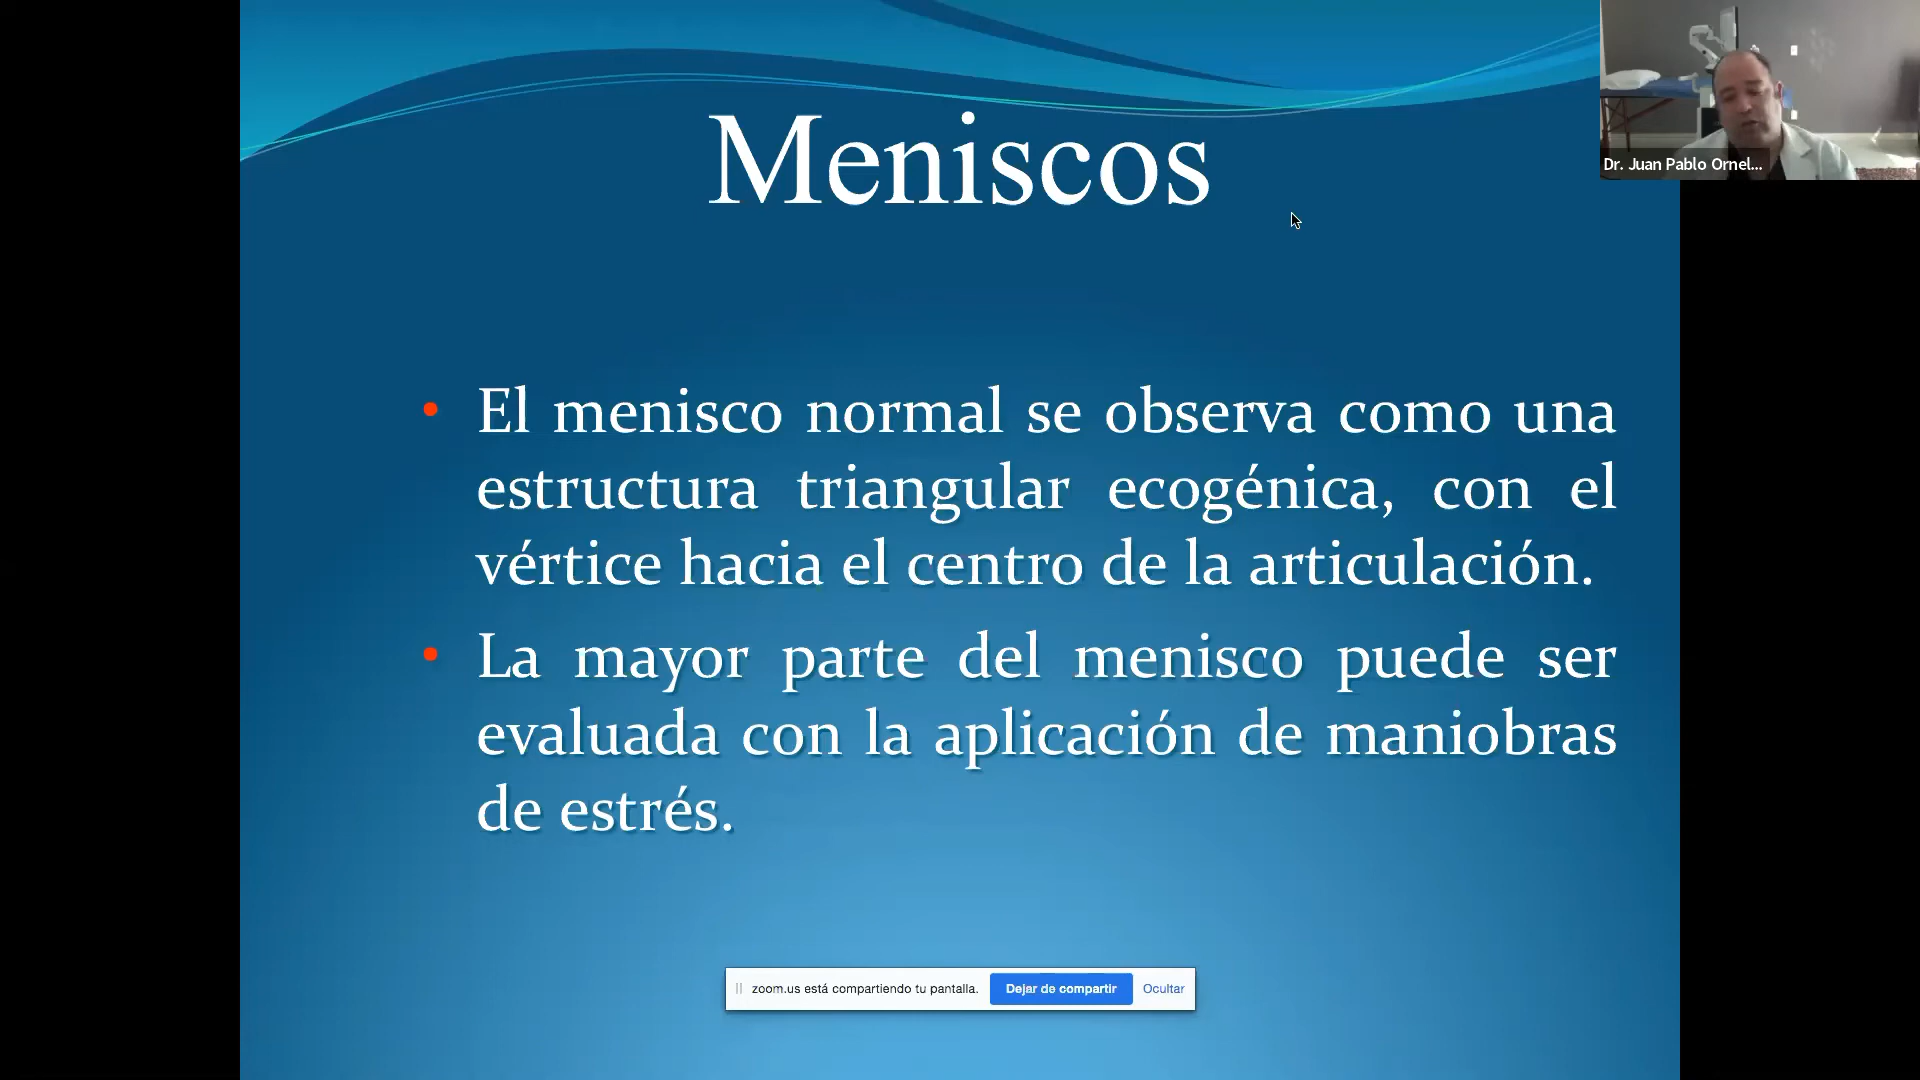 Meniscos
Dr. Juan Pablo Ornel...
• El menisco normal se observa como una
estructura triangular ecogénica, con el
vértice hacia el centro de la articulación.
• La mayor parte del menisco puede ser
evaluada con la aplicación de maniobras
de estrés.
zoom.us está compartiendo tu pantalla. Dejar de compartir Ocultar